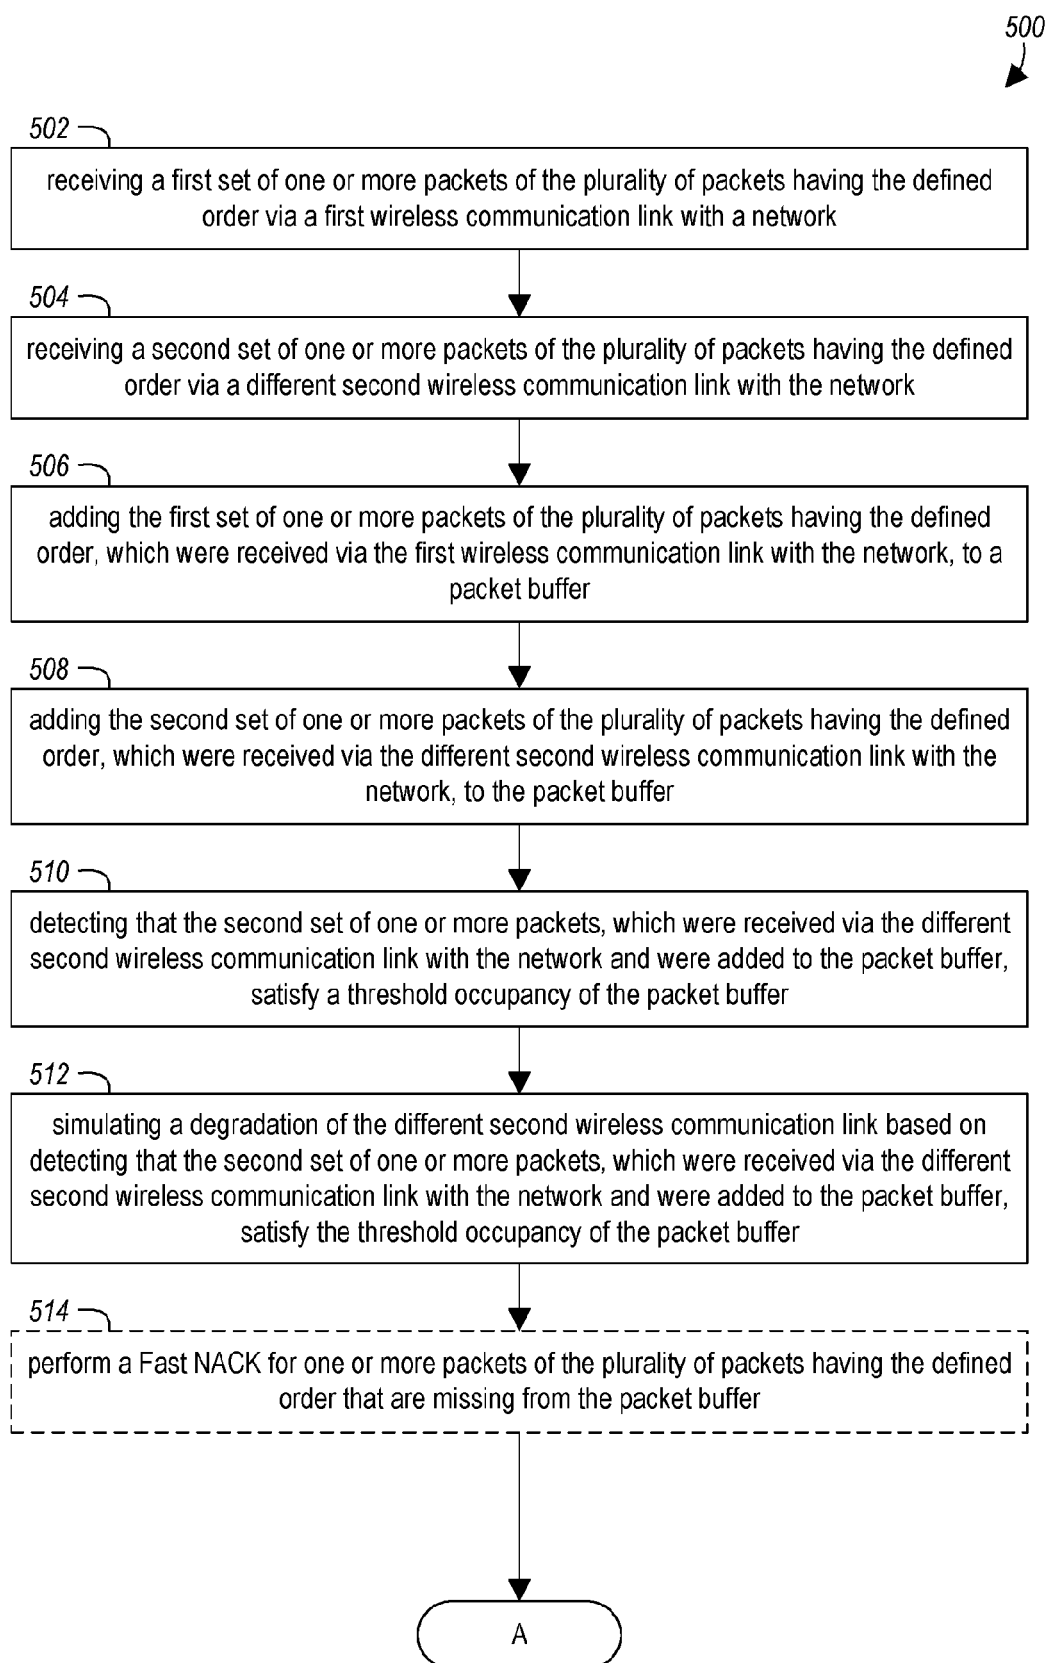 500
502
receiving a first set of one or more packets of the plurality of packets having the defined
order via a first wireless communication link with a network
504
receiving a second set of one or more packets of the plurality of packets having the defined
order via a different second wireless communication link with the network
506
adding the first set of one or more packets of the plurality of packets having the defined
order, which were received via the first wireless communication link with the network, to a
packet buffer
508
adding the second set of one or more packets of the plurality of packets having the defined
order, which were received via the different second wireless communication link with the
network, to the packet buffer
510
detecting that the second set of one or more packets, which were received via the different
second wireless communication link with the network and were added to the packet buffer,
satisfy a threshold occupancy of the packet buffer
512
simulating a degradation of the different second wireless communication link based on
detecting that the second set of one or more packets, which were received via the different
second wireless communication link with the network and were added to the packet buffer,
satisfy the threshold occupancy of the packet buffer
514
perform a Fast NACK for one or more packets of the plurality of packets having the defined
order that are missing from the packet buffer
A